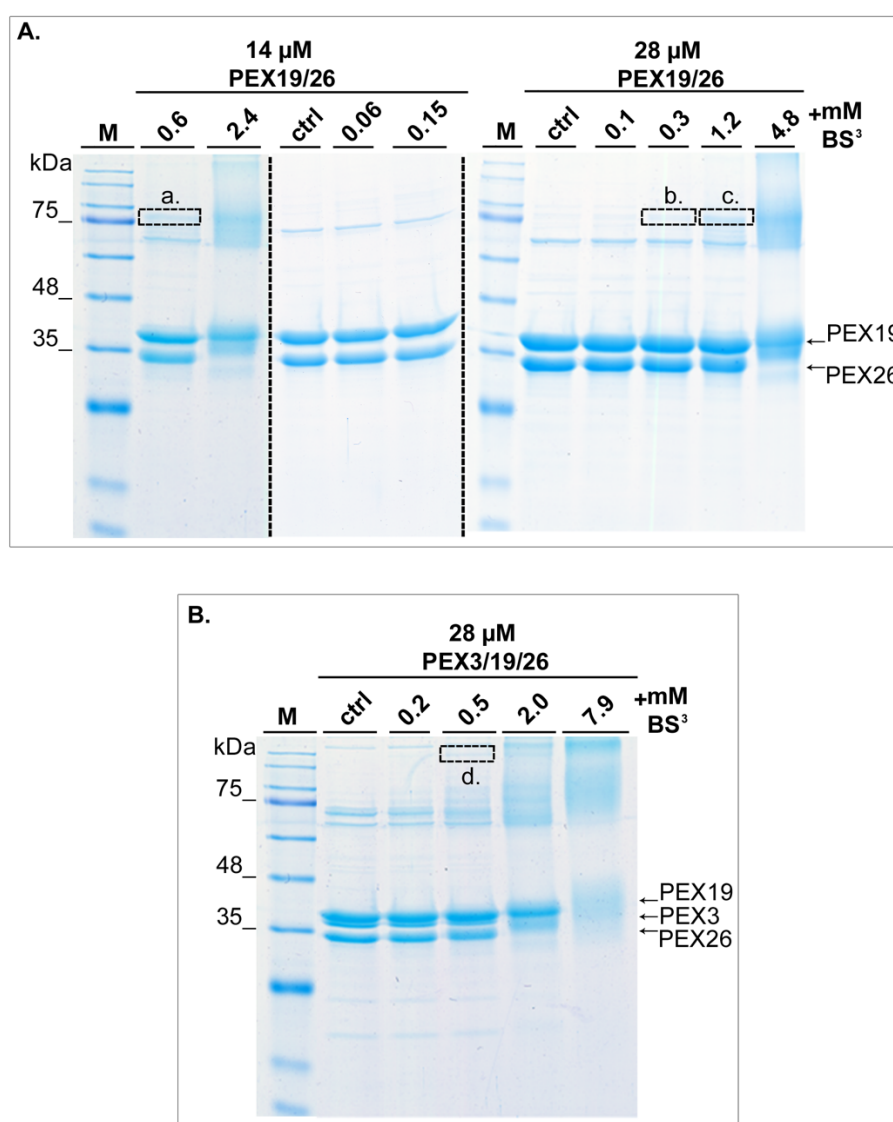 A.
14 µM
PEX19/26
28 µM
PEX19/26
M 0.6 2.4 ctrl 0.06 0.15 M ctrl 0.1 0.3 1.2 4.8 +mM
BS³
kDa
a. b. c.
75
48
35
←PEX19
←PEX26
B.
28 µM
PEX3/19/26
M ctrl 0.2 0.5 2.0 7.9 +mM
BS³
kDa
d.
75
48
PEX19
35 ←PEX3
PEX26